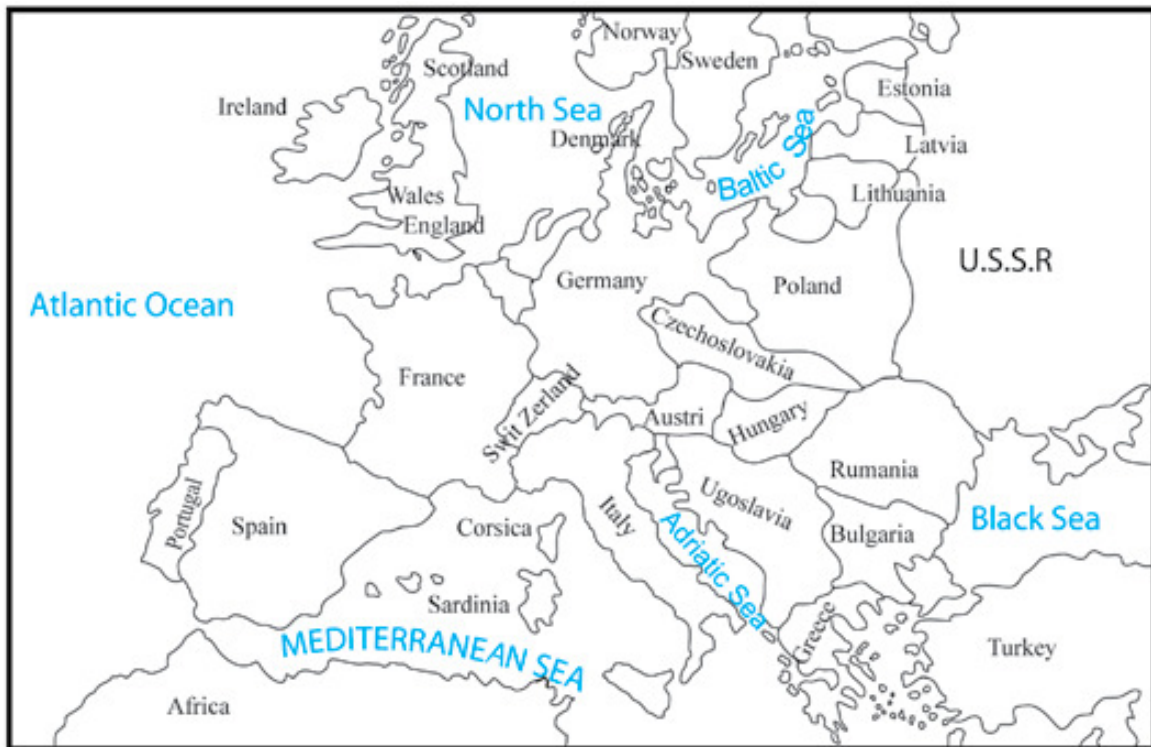 Norway
Sweden
Scotland
Estonia
Ireland
North Sea
Denmark
Baltic Sea
Latvia
Wales
Lithuania
England
U.S.S.R
Germany
Poland
Atlantic Ocean
Czechoslovakia
France
Swit Zerland
Austri
Hungary
Rumania
Portugal
Spain
Corsica
Italy
Ugoslavia
Black Sea
Bulgaria
Adriatic Sea
Sardinia
Greece
MEDITERRANEAN SEA
Turkey
Africa